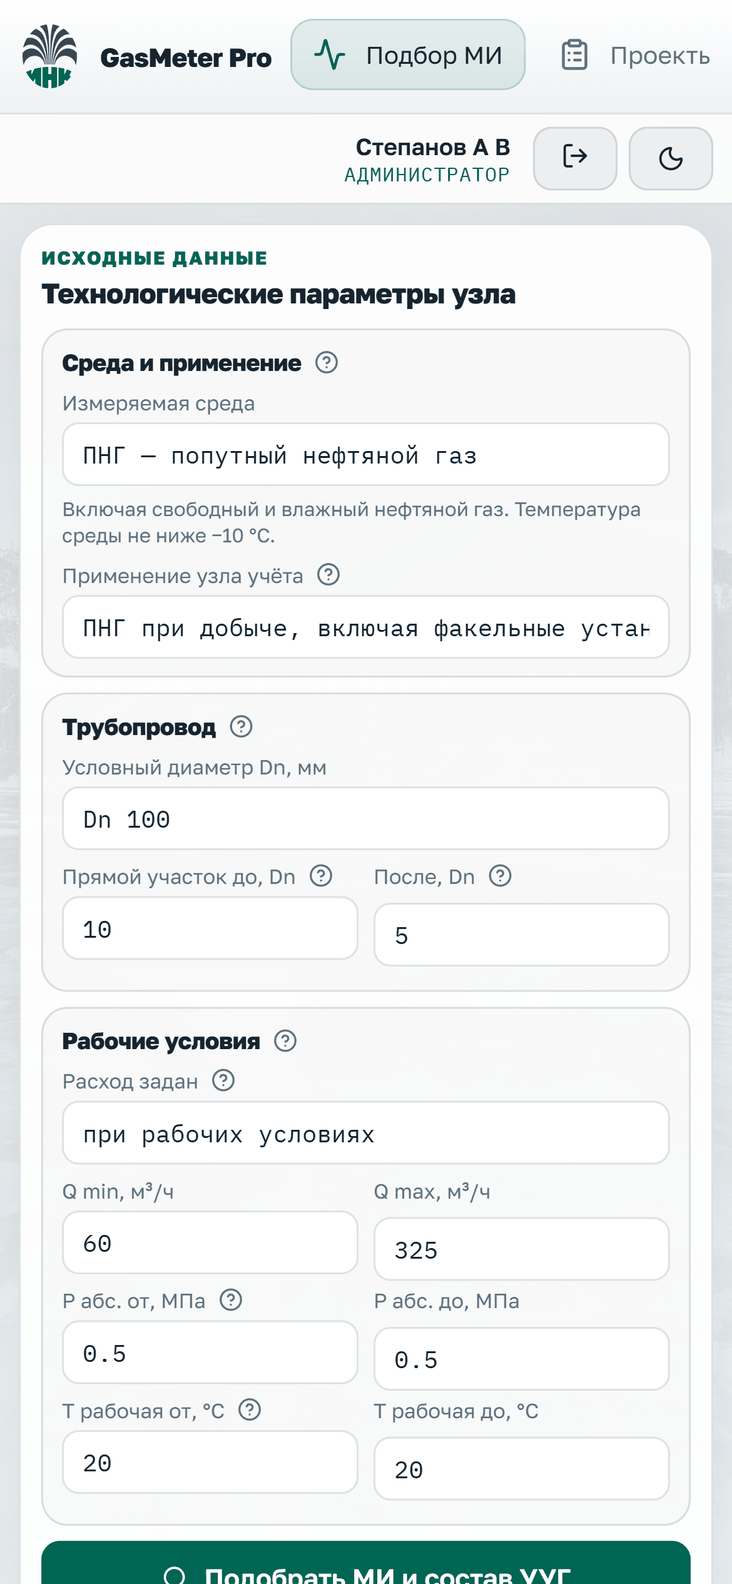 МНК
GasMeter Pro
Подбор МИ
Проекты
Степанов А В
АДМИНИСТРАТОР
ИСХОДНЫЕ ДАННЫЕ
Технологические параметры узла
Среда и применение ?
Измеряемая среда
ПНГ — попутный нефтяной газ
Включая свободный и влажный нефтяной газ. Температура
среды не ниже −10 °C.
Применение узла учёта ?
ПНГ при добыче, включая факельные устан
Трубопровод ?
Условный диаметр Dn, мм
Dn 100
Прямой участок до, Dn ? После, Dn ?
10 5
Рабочие условия ?
Расход задан ?
при рабочих условиях
Q min, м³/ч Q max, м³/ч
60 325
P абс. от, МПа ? P абс. до, МПа
0.5 0.5
T рабочая от, °C ? T рабочая до, °C
20 20
Подобрать МИ и состав УУГ